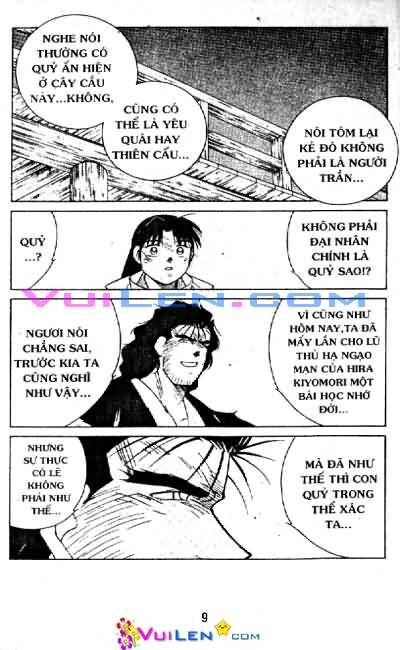 NGHE NÓI
THƯỜNG CÓ
QUỶ ẨN HIỆN
Ở CÂY CẦU
NÀY...KHÔNG,
CŨNG CÓ
THỂ LÀ YÊU
QUÁI HAY
THIÊN CẨU...
NÓI TÓM LẠI
KẺ ĐÓ KHÔNG
PHẢI LÀ NGƯỜI
TRẦN...
QUỶ
...?
KHÔNG PHẢI
ĐẠI NHÂN
CHÍNH LÀ
QUỶ SAO!?
VUILEN.COM
NGƯƠI NÓI
CHẲNG SAI,
TRƯỚC KIA TA
CŨNG NGHĨ
NHƯ VẬY...
VÌ CŨNG NHƯ
HÔM NAY,TA ĐÃ
MẤY LẦN CHO LŨ
THỦ HẠ NGẠO
MẠN CỦA HIRA
KIYOMORI MỘT
BÀI HỌC NHỚ
ĐỜI...
NHƯNG
SỰ THỰC
CÓ LẼ
KHÔNG
PHẢI NHƯ
THẾ...
MÀ ĐÃ NHƯ
THẾ THÌ CON
QUỶ TRONG
THỂ XÁC
TA...
9
VUILEN.COM